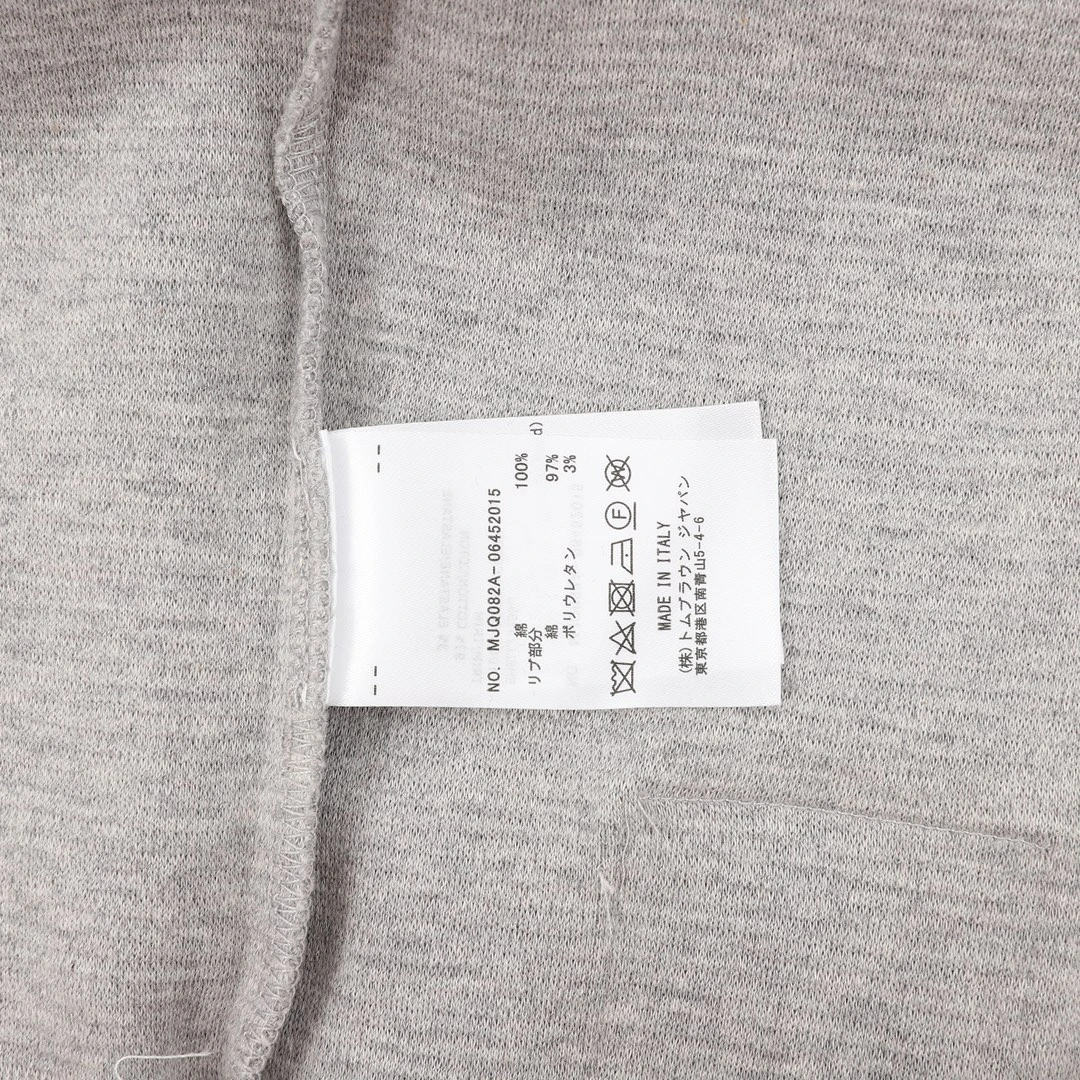 d)
NO. MJQ082A-06452015
綿 100%
リブ部分
綿 97%
ポリウレタン 3%
F
W
MADE IN ITALY
(株)トムブラウン ジャパン
東京都港区南青山5-4-6